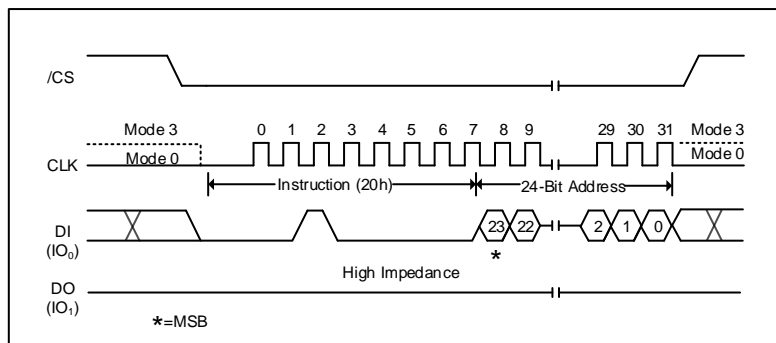 /CS
Mode 3
0 1 2 3 4 5 6 7 8 9 29 30 31
Mode 3
CLK
Mode 0
Mode 0
Instruction (20h)
24-Bit Address
DI
(IO₀)
23 22 2 1 0
*
High Impedance
DO
(IO₁)
*=MSB